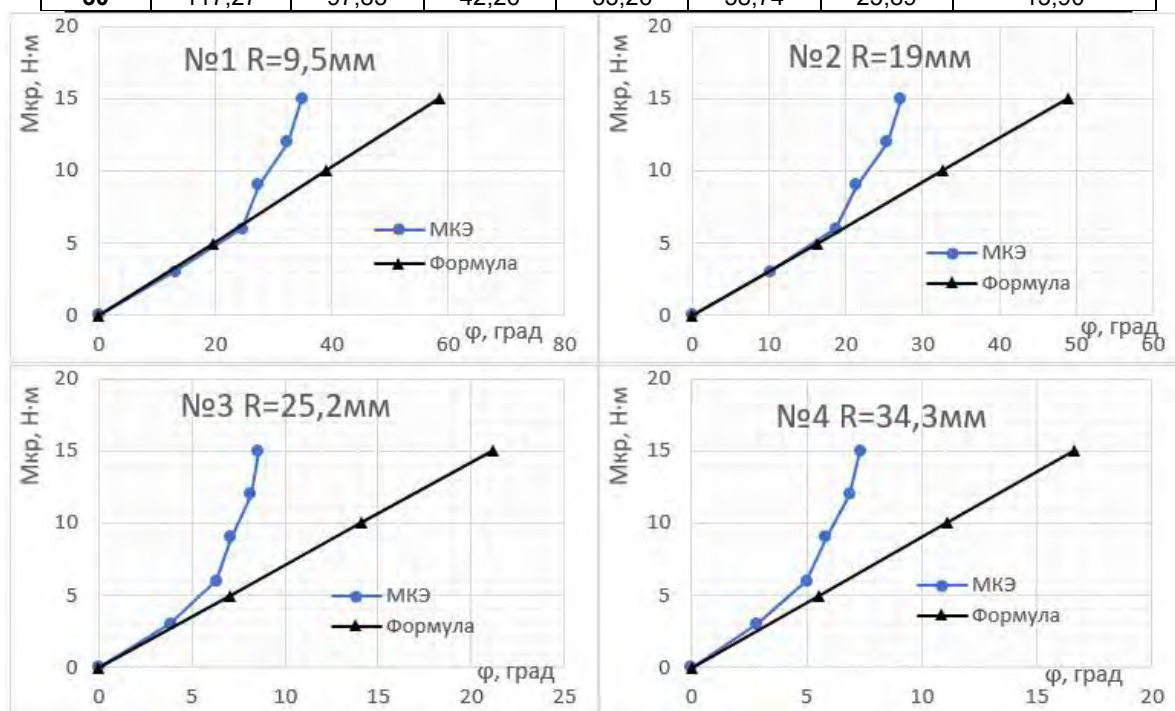 №1 R=9,5мм
Мкр, Н·м
20
15
10
5
0
МКЭ
Формула
0 20 40 60 80
φ, град
№2 R=19мм
Мкр, Н·м
20
15
10
5
0
МКЭ
Формула
0 10 20 30 40 50 60
φ, град
№3 R=25,2мм
Мкр, Н·м
20
15
10
5
0
МКЭ
Формула
0 5 10 15 20 25
φ, град
№4 R=34,3мм
Мкр, Н·м
20
15
10
5
0
МКЭ
Формула
0 5 10 15 20
φ, град